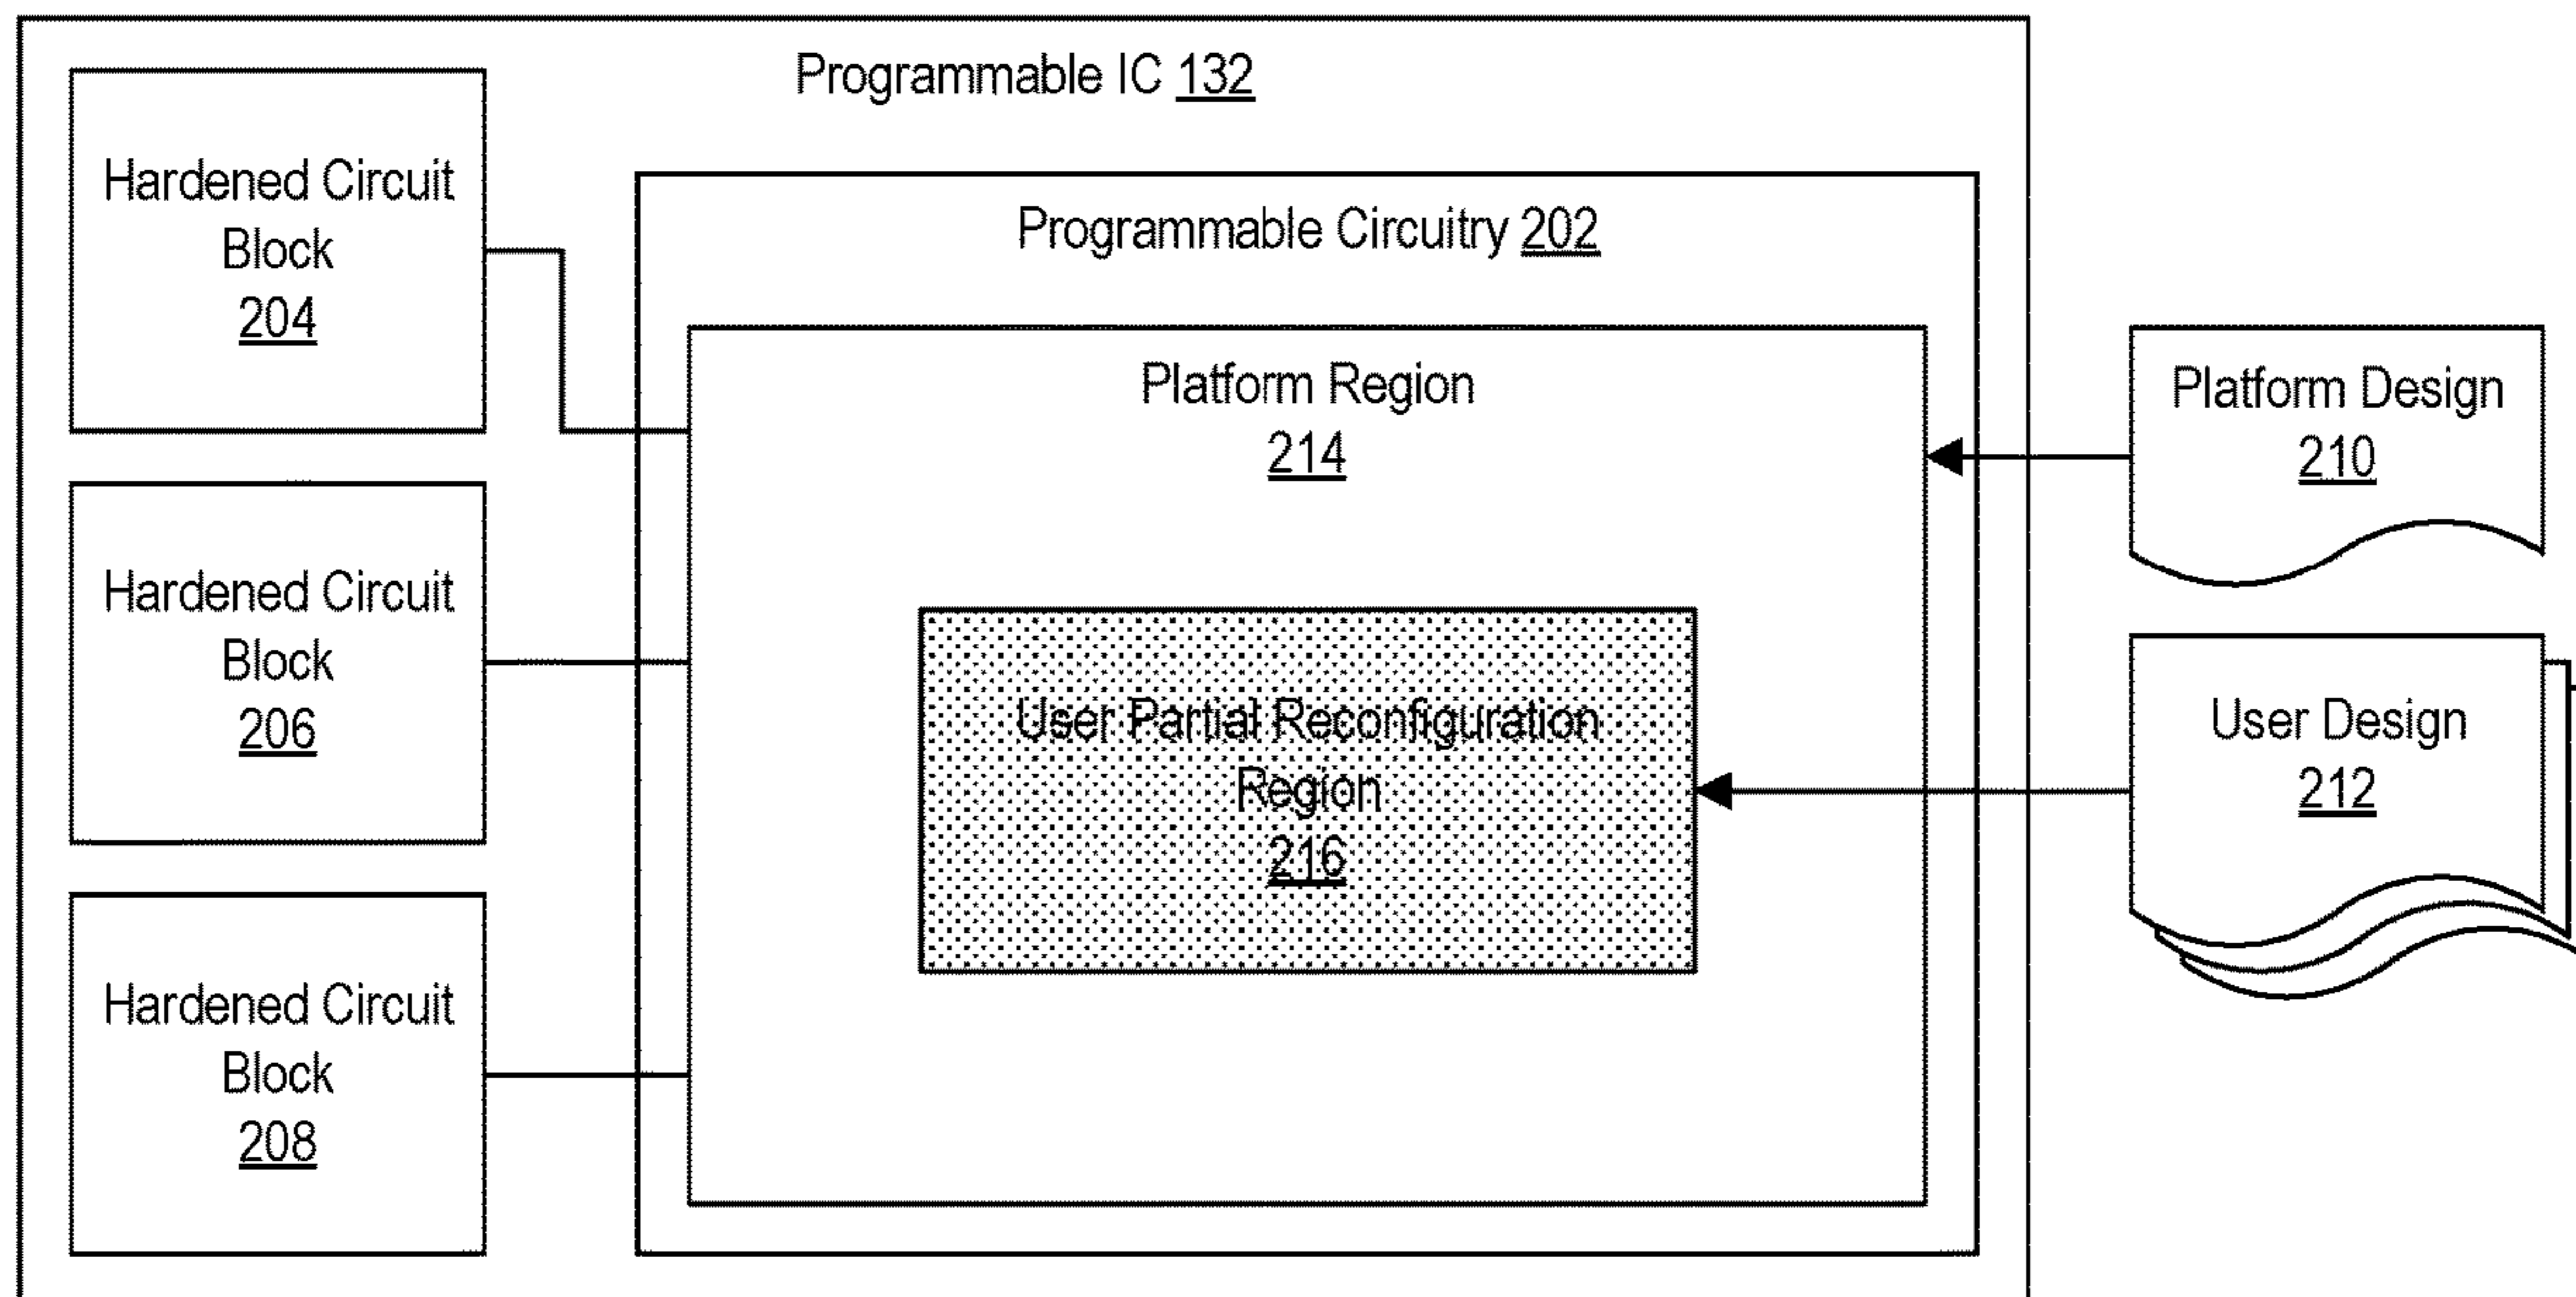 Programmable IC 132
Hardened Circuit
Block
204
Programmable Circuitry 202
Platform Region
214
Platform Design
210
Hardened Circuit
Block
206
User Partial Reconfiguration
Region
216
User Design
212
Hardened Circuit
Block
208